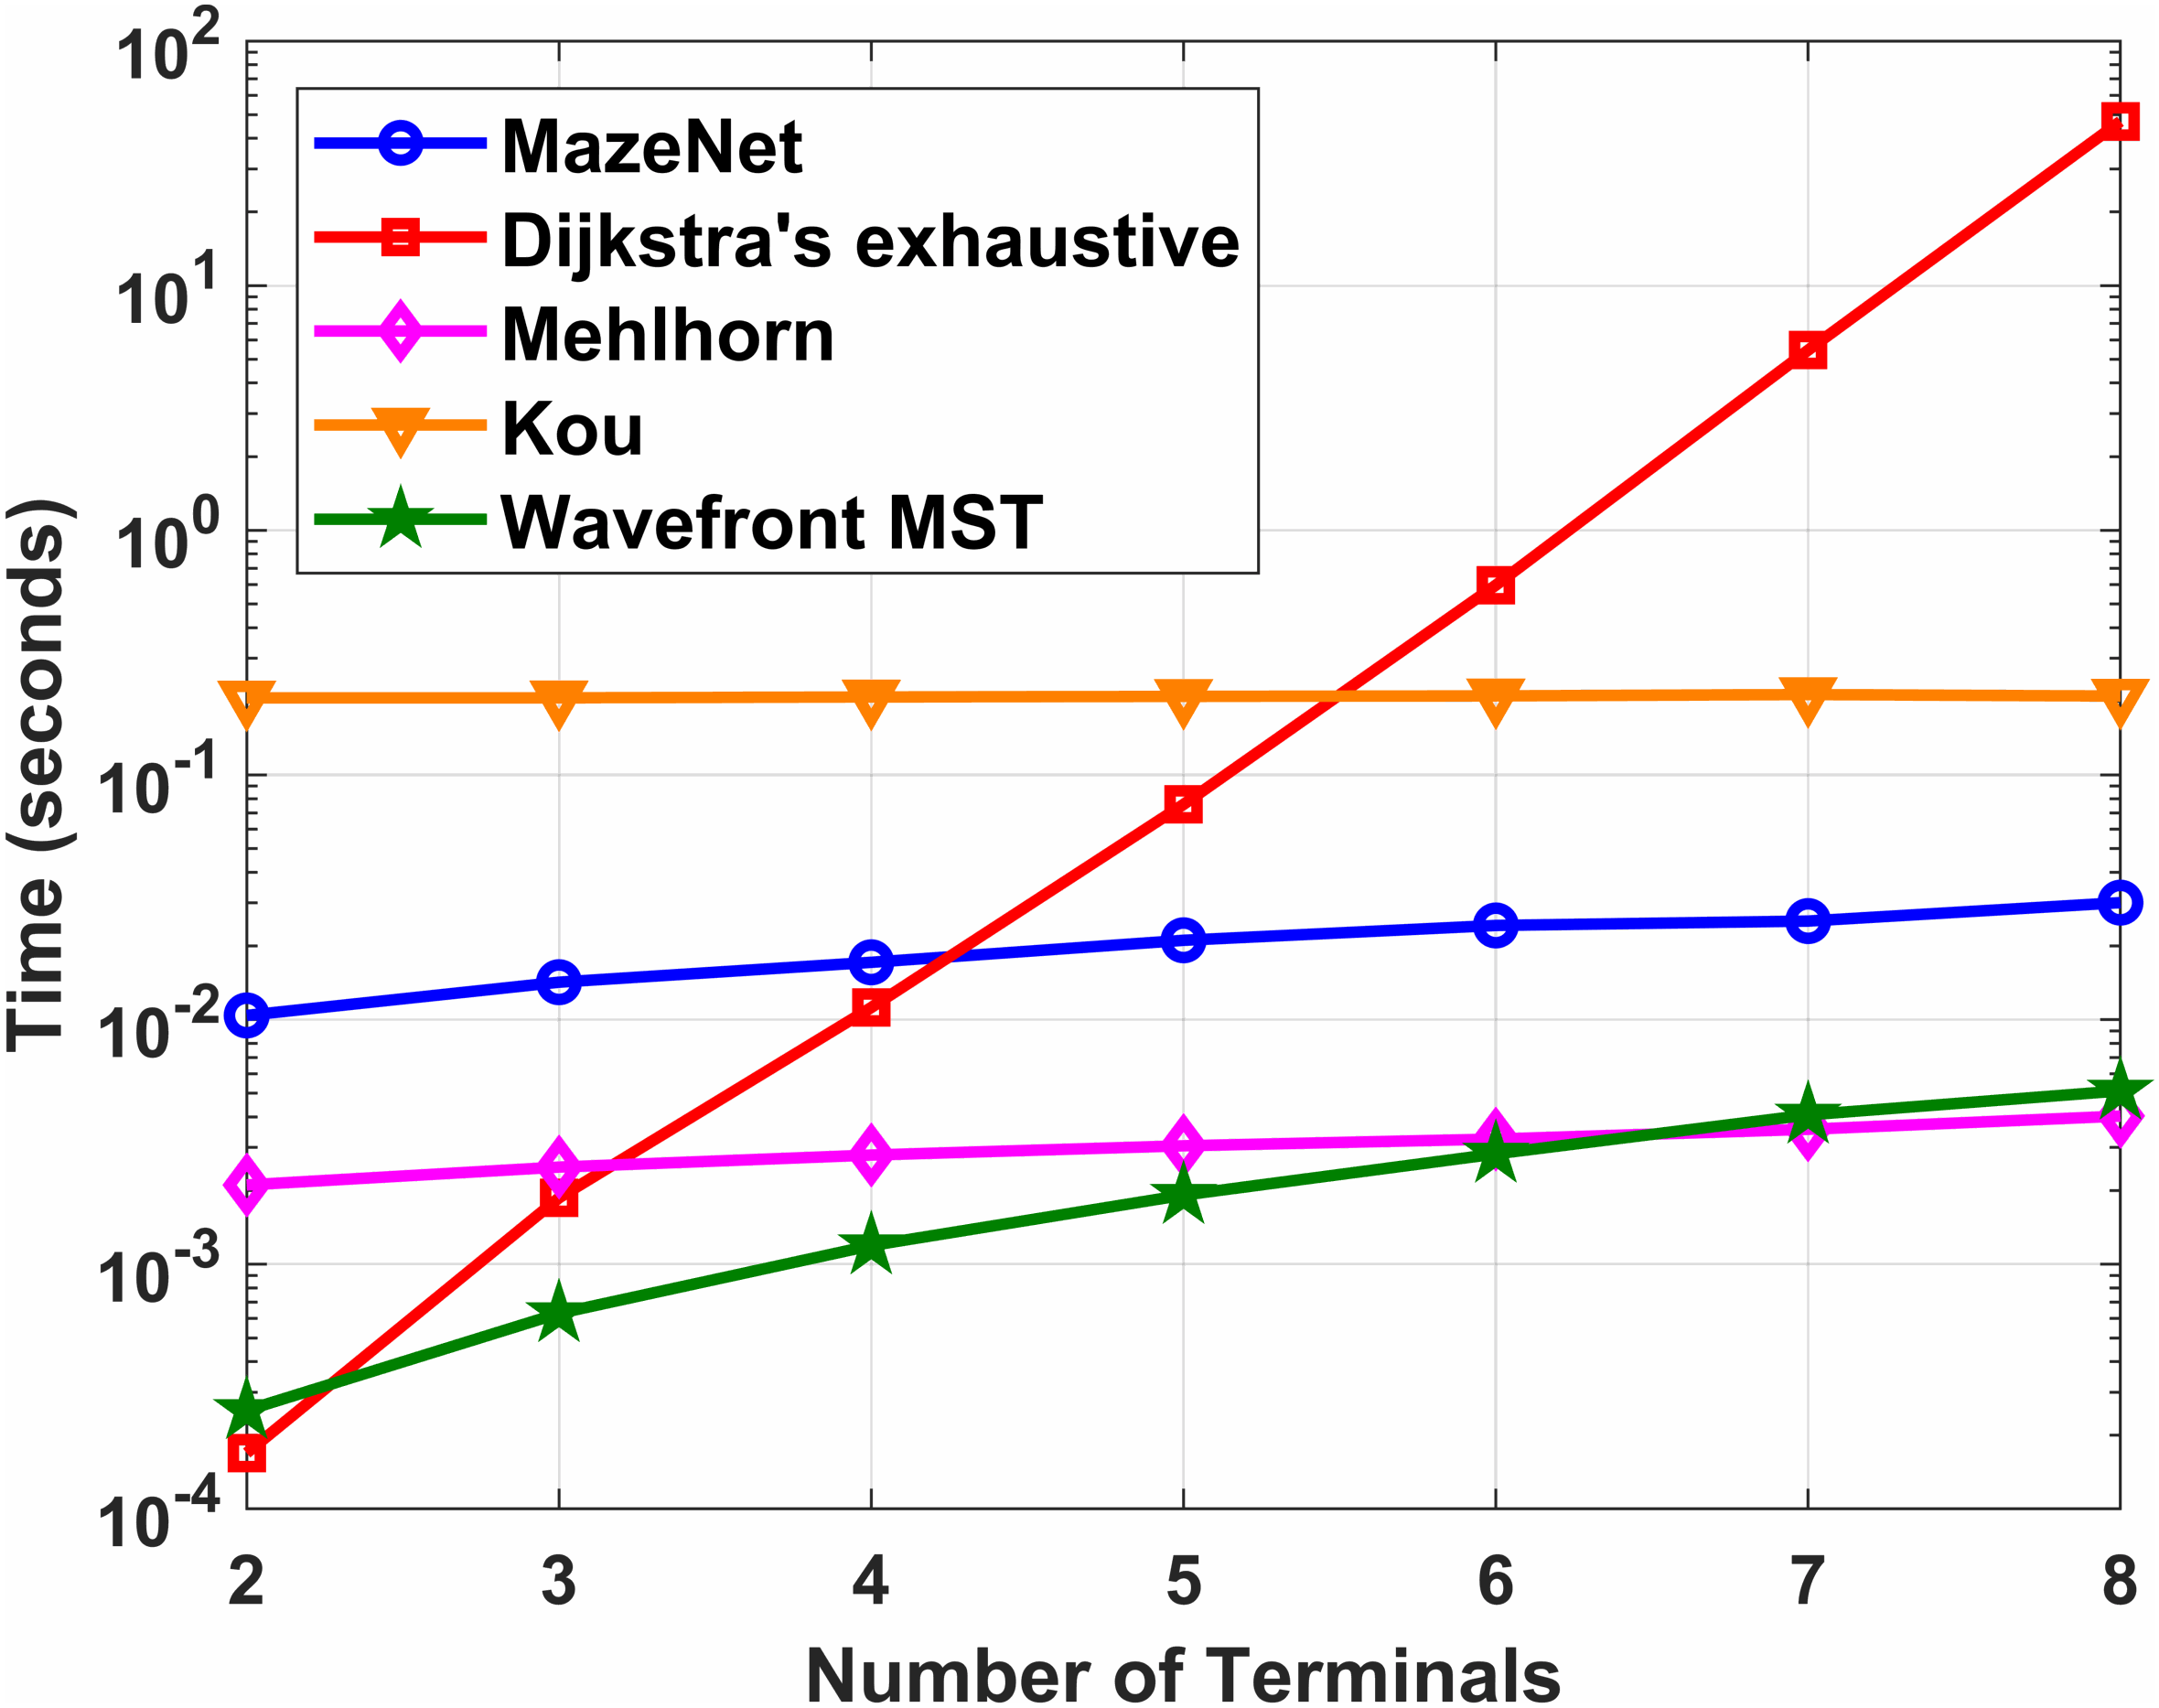 10^2
10^1
10^0
10^-1
10^-2
10^-3
10^-4
Time (seconds)
MazeNet
Dijkstra's exhaustive
Mehlhorn
Kou
Wavefront MST
2 3 4 5 6 7 8
Number of Terminals